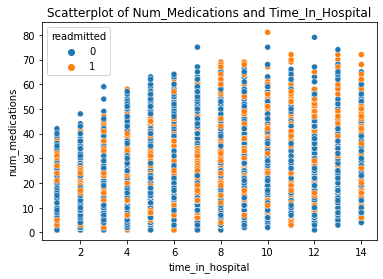 Scatterplot of Num_Medications and Time_In_Hospital
readmitted
0
1
80
70
60
50
40
30
20
10
0
num_medications
2 4 6 8 10 12 14
time_in_hospital